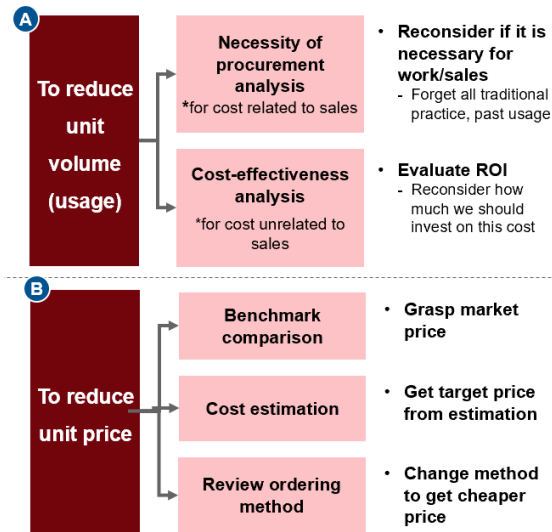 A
To reduce
unit
volume
(usage)
Necessity of
procurement
analysis
*for cost related to sales
• Reconsider if it is
necessary for
work/sales
- Forget all traditional
practice, past usage
Cost-effectiveness
analysis
*for cost unrelated to
sales
• Evaluate ROI
- Reconsider how
much we should
invest on this cost
B
To reduce
unit price
Benchmark
comparison
• Grasp market
price
Cost estimation
• Get target price
from estimation
Review ordering
method
• Change method
to get cheaper
price